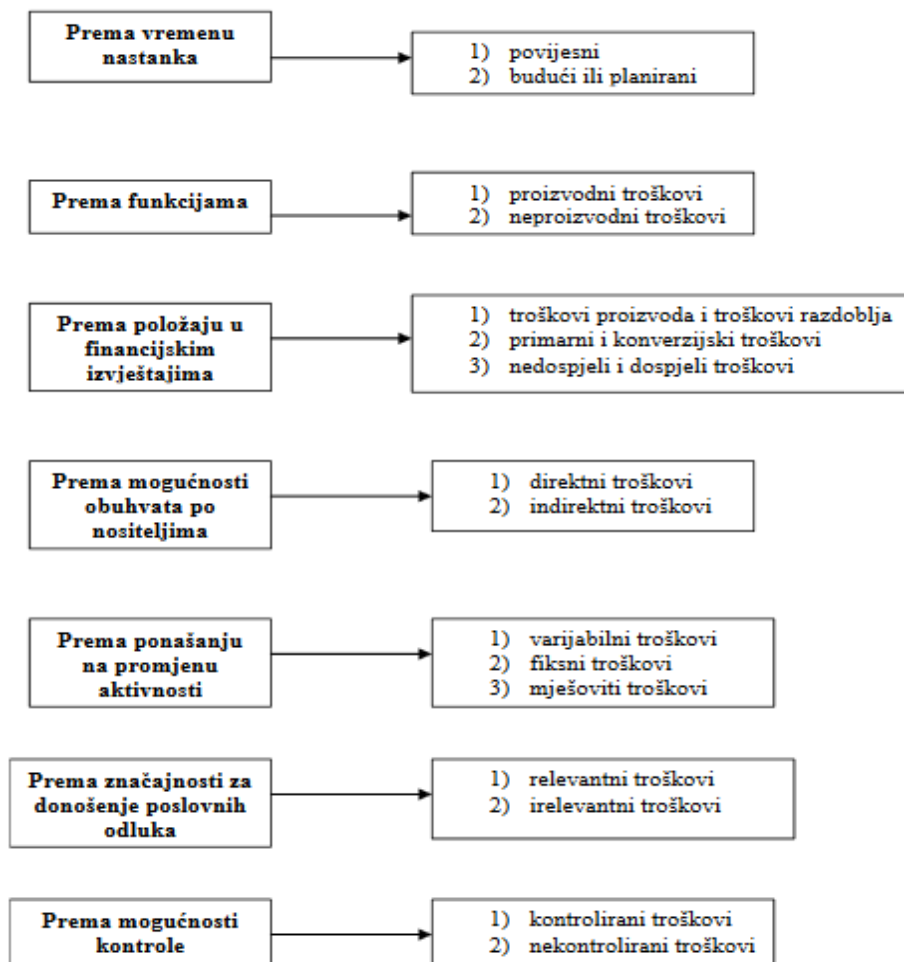 Prema vremenu
nastanka
1) povijesni
2) budući ili planirani
Prema funkcijama
1) proizvodni troškovi
2) neproizvodni troškovi
Prema položaju u
financijskim
izvještajima
1) troškovi proizvoda i troškovi razdoblja
2) primarni i konverzijski troškovi
3) nedospjeli i dospjeli troškovi
Prema mogućnosti
obuhvata po
nositeljima
1) direktni troškovi
2) indirektni troškovi
Prema ponašanju
na promjenu
aktivnosti
1) varijabilni troškovi
2) fiksni troškovi
3) mješoviti troškovi
Prema značajnosti za
donošenje poslovnih
odluka
1) relevantni troškovi
2) irelevantni troškovi
Prema mogućnosti
kontrole
1) kontrolirani troškovi
2) nekontrolirani troškovi